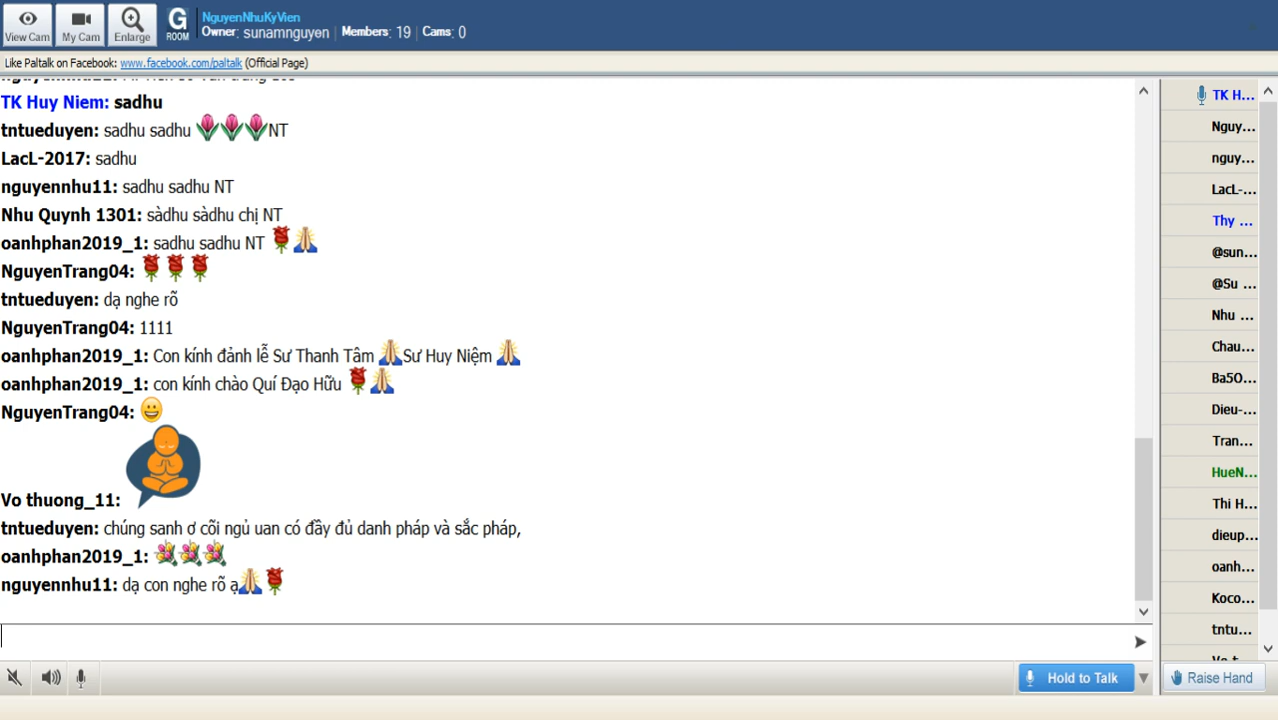 NguyenNhuKyVien
View Cam My Cam Enlarge G ROOM Owner: sunamnguyen Members: 19 Cams: 0
Like Paltalk on Facebook: www.facebook.com/paltalk (Official Page)
TK Huy Niem: sadhu
tntueduyen: sadhu sadhu NT
LacL-2017: sadhu
nguyennhu11: sadhu sadhu NT
Nhu Quynh 1301: sàdhu sàdhu chị NT
oanhphan2019_1: sadhu sadhu NT
NguyenTrang04:
tntueduyen: dạ nghe rõ
NguyenTrang04: 1111
oanhphan2019_1: Con kính đảnh lễ Sư Thanh Tâm Sư Huy Niệm
oanhphan2019_1: con kính chào Quí Đạo Hữu
NguyenTrang04:
Vo thuong_11:
tntueduyen: chúng sanh ơ cõi ngủ uan có đầy đủ danh pháp và sắc pháp,
oanhphan2019_1:
nguyennhu11: dạ con nghe rõ ạ
TK H...
Nguy...
nguy...
LacL-...
Thy ...
@sun...
@Su ...
Nhu ...
Chau...
Ba5O...
Dieu-...
Tran...
HueN...
Thi H...
dieup...
oanh...
Koco...
tntu...
Hold to Talk
Raise Hand